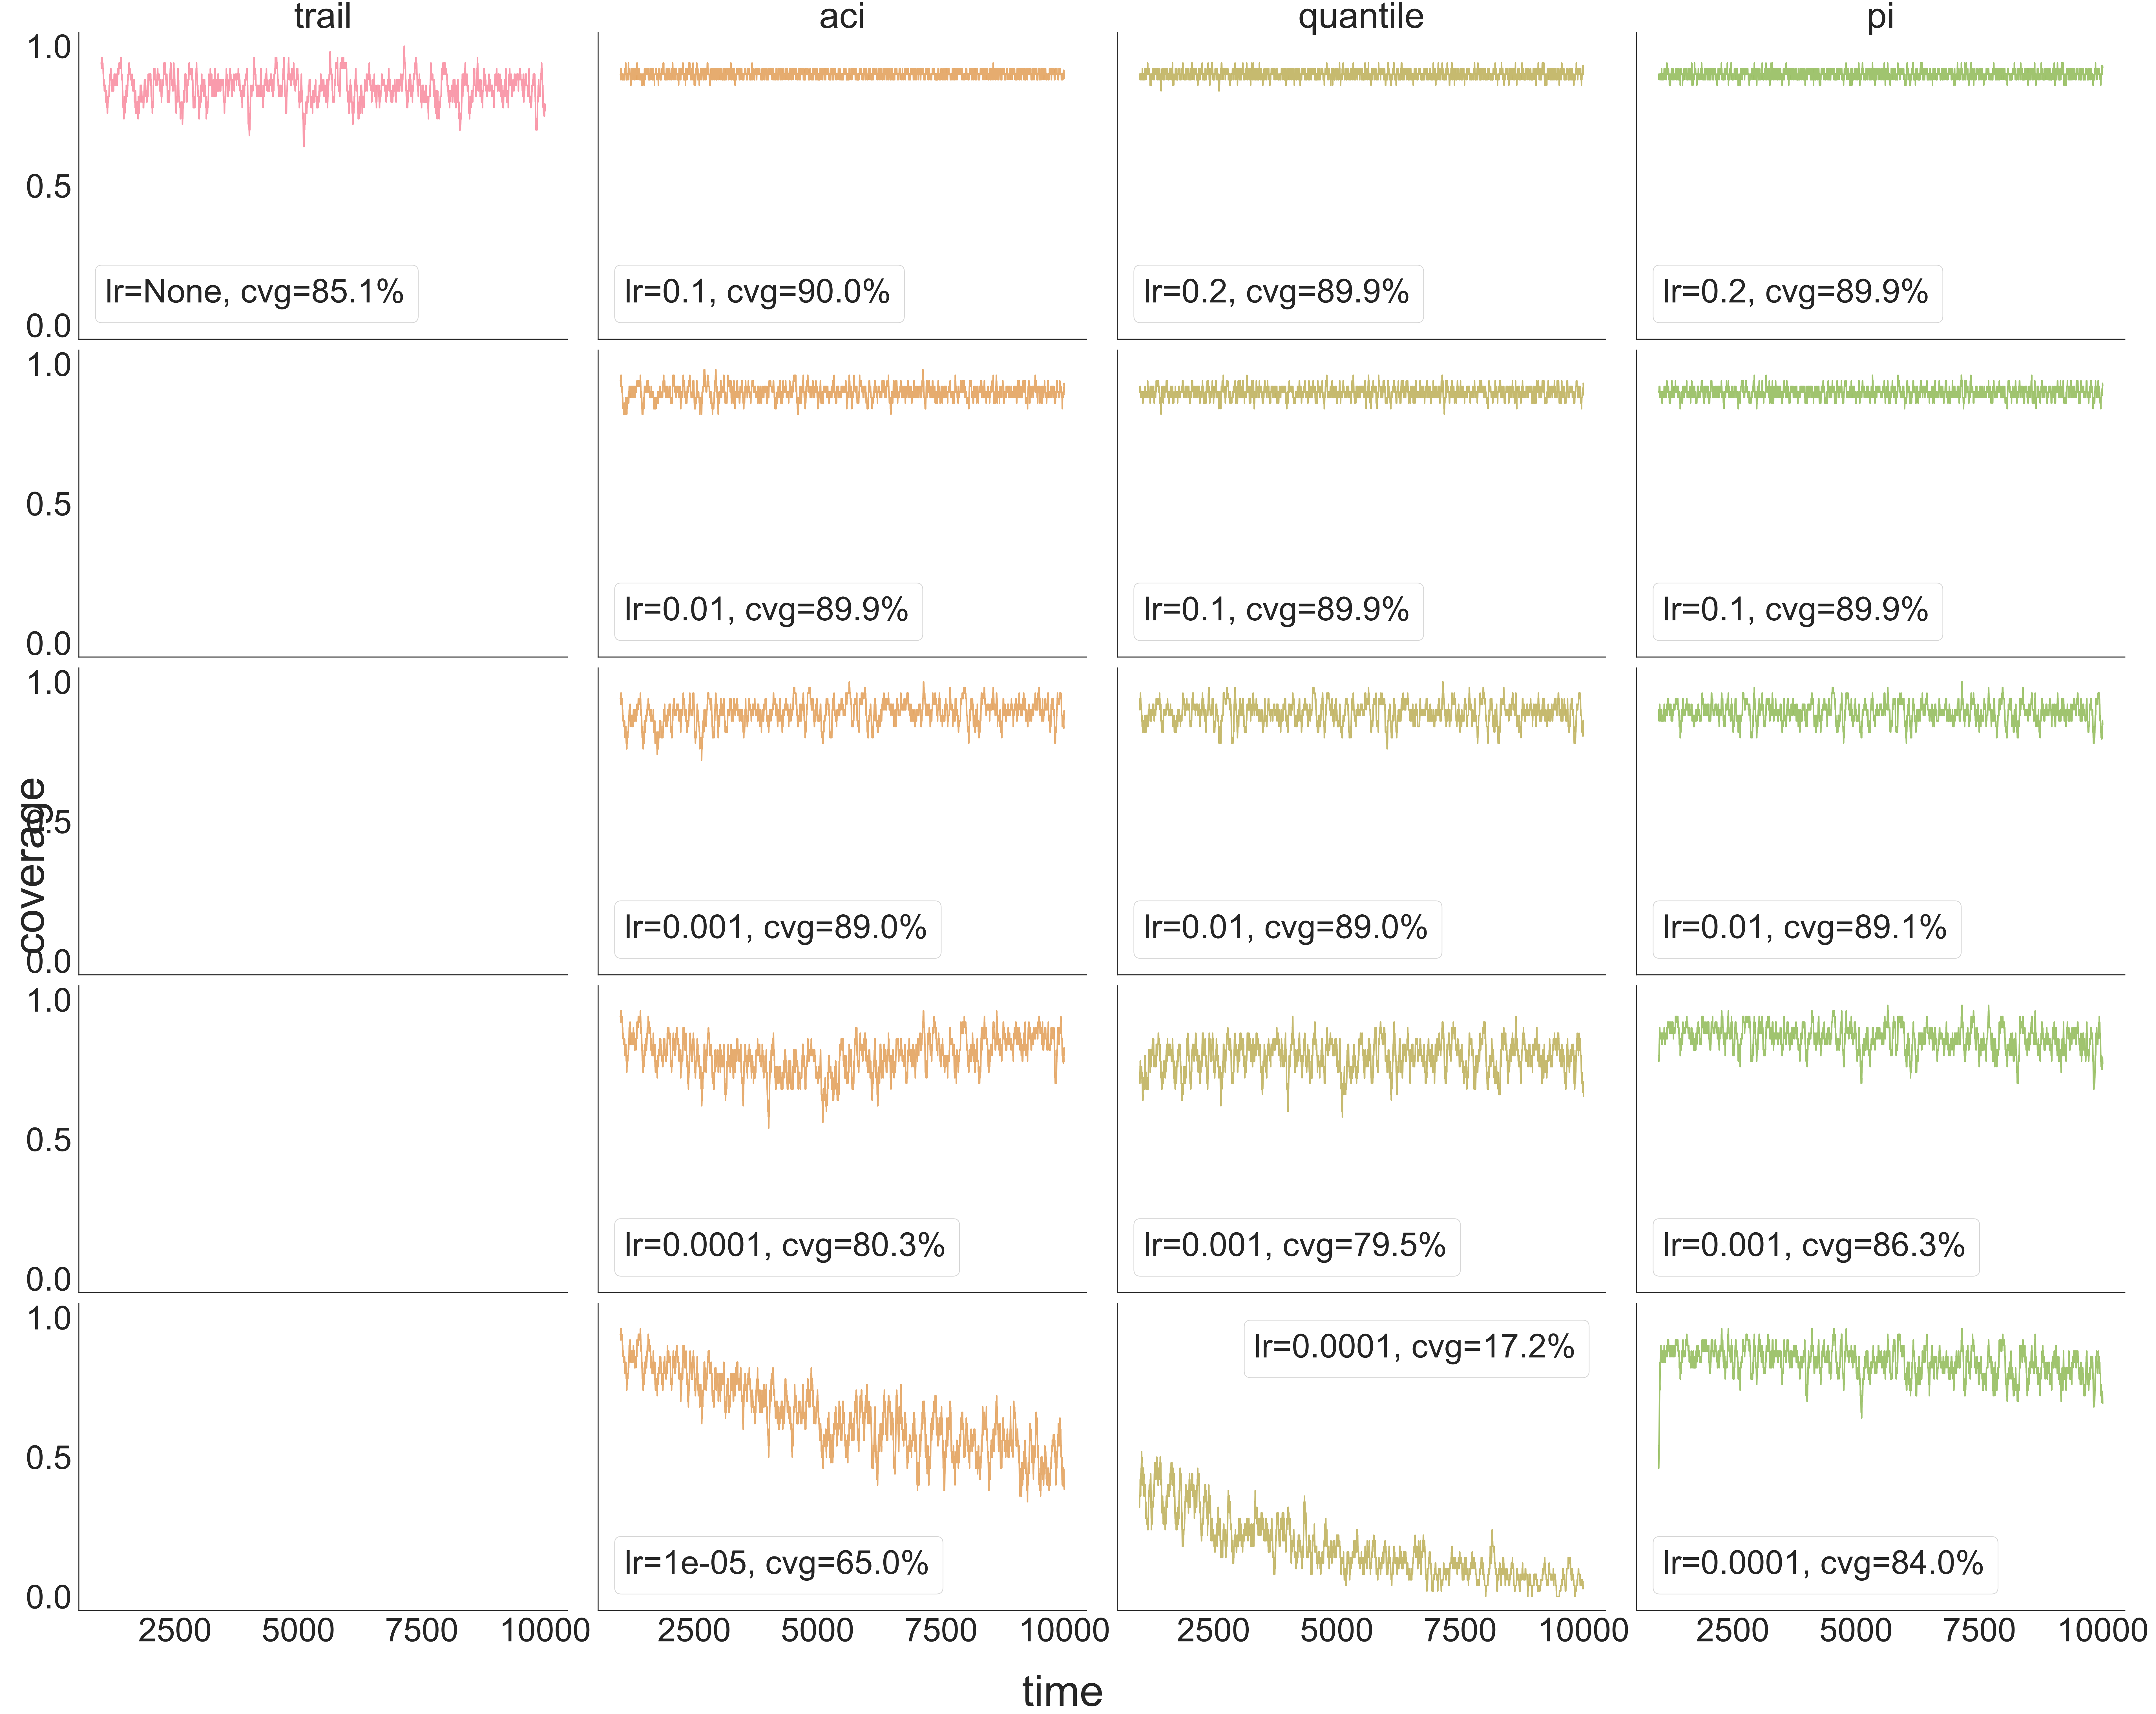 trail aci quantile pi
1.0
0.5
0.0
lr=None, cvg=85.1% lr=0.1, cvg=90.0% lr=0.2, cvg=89.9% lr=0.2, cvg=89.9%
1.0
0.5
0.0
lr=0.01, cvg=89.9% lr=0.1, cvg=89.9% lr=0.1, cvg=89.9%
coverage
1.0
0.5
0.0
lr=0.001, cvg=89.0% lr=0.01, cvg=89.0% lr=0.01, cvg=89.1%
1.0
0.5
0.0
lr=0.0001, cvg=80.3% lr=0.001, cvg=79.5% lr=0.001, cvg=86.3%
1.0
0.5
0.0
lr=1e-05, cvg=65.0% lr=0.0001, cvg=17.2% lr=0.0001, cvg=84.0%
2500 5000 7500 10000 2500 5000 7500 10000 2500 5000 7500 10000 2500 5000 7500 10000
time